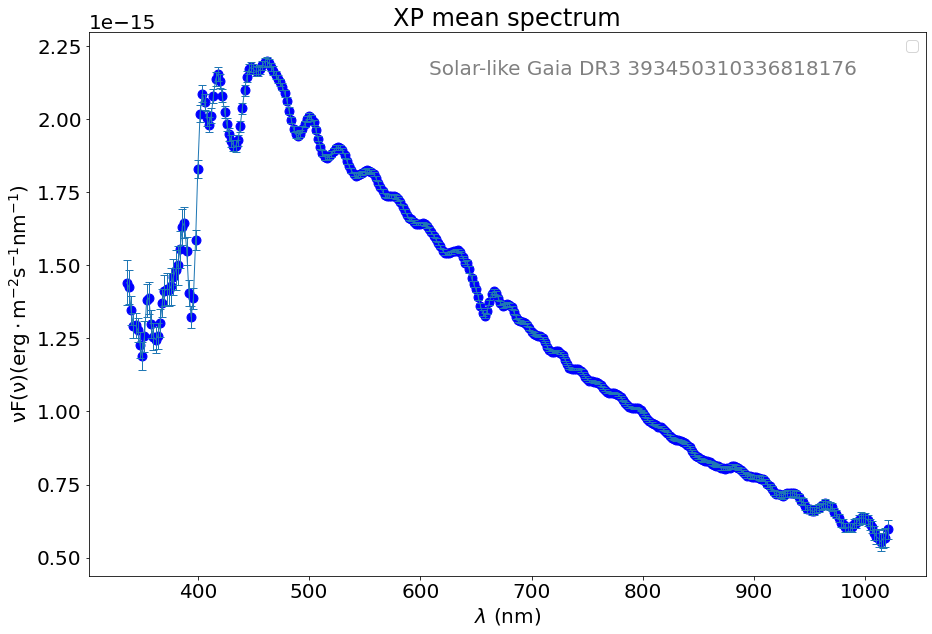 XP mean spectrum
1e−15
Solar-like Gaia DR3 393450310336818176
2.25
2.00
1.75
1.50
1.25
1.00
0.75
0.50
νF(ν)(erg · m⁻²s⁻¹nm⁻¹)
400 500 600 700 800 900 1000
λ (nm)